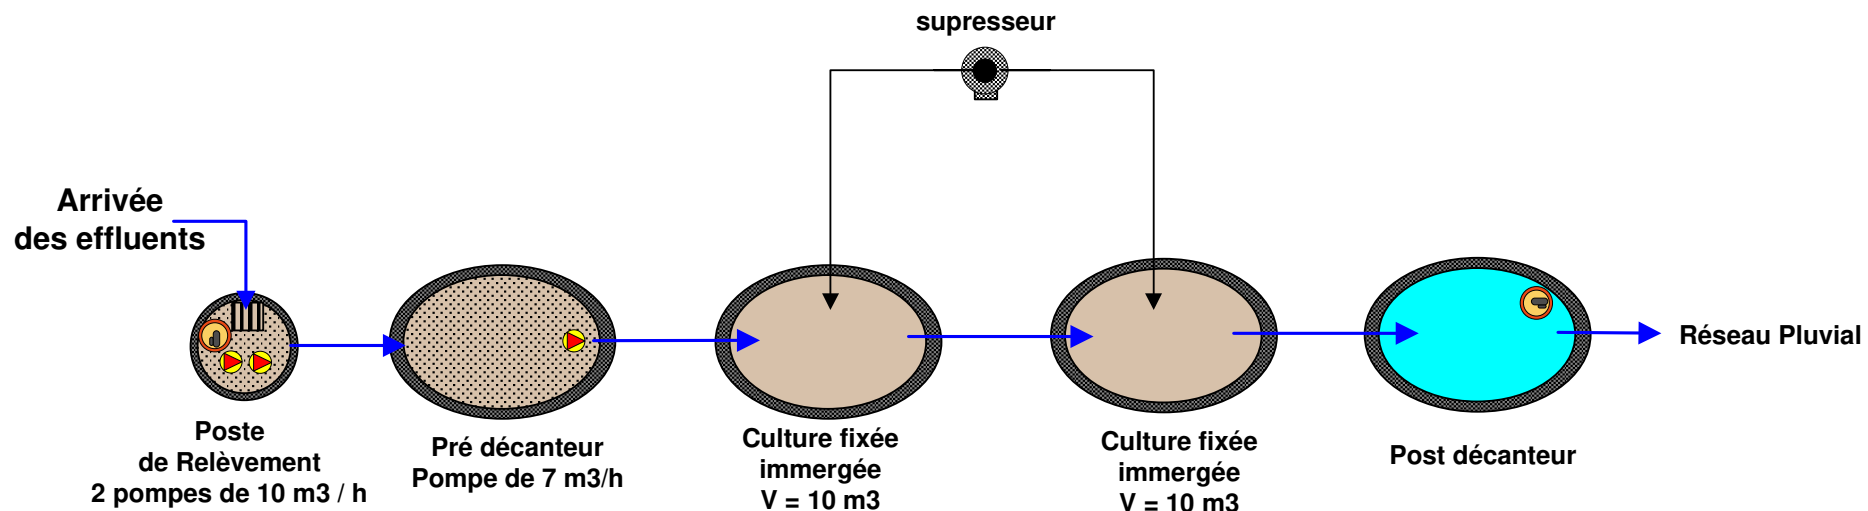 supresseur
Arrivée
des effluents
Poste
de Relèvement
2 pompes de 10 m3 / h
Pré décanteur
Pompe de 7 m3/h
Culture fixée
immergée
V = 10 m3
Culture fixée
immergée
V = 10 m3
Post décanteur
Réseau Pluvial